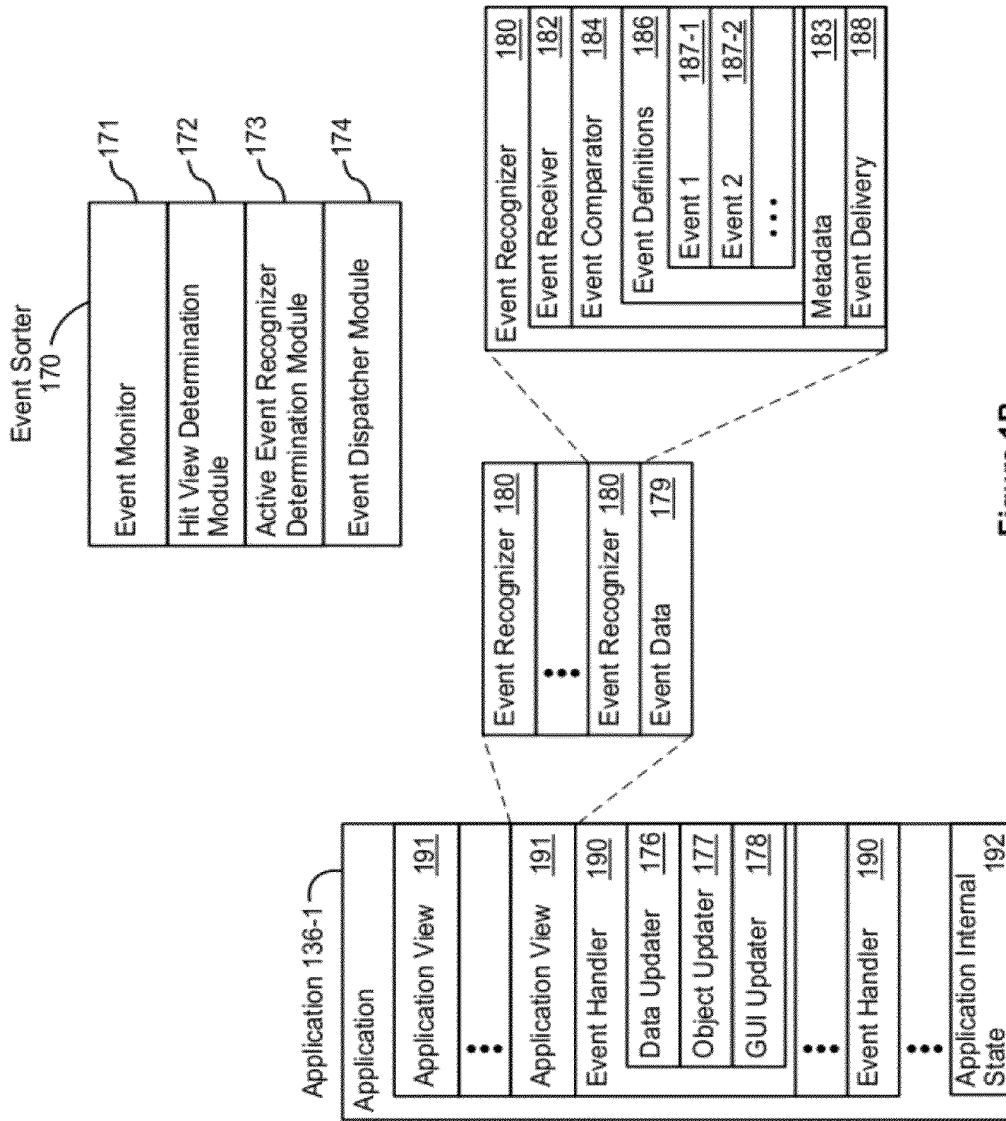 Event Sorter
170
Event Monitor
171
Hit View Determination
Module
172
Active Event Recognizer
Determination Module
173
Event Dispatcher Module
174
Application 136-1
Application
Application View 191
•••
Application View 191
Event Handler 190
Data Updater 176
Object Updater 177
GUI Updater 178
•••
Event Handler 190
•••
Application Internal
State 192
Event Recognizer 180
•••
Event Recognizer 180
Event Data 179
Event Recognizer 180
Event Receiver 182
Event Comparator 184
Event Definitions 186
Event 1 187-1
Event 2 187-2
•••
Metadata 183
Event Delivery 188
Figure 4B